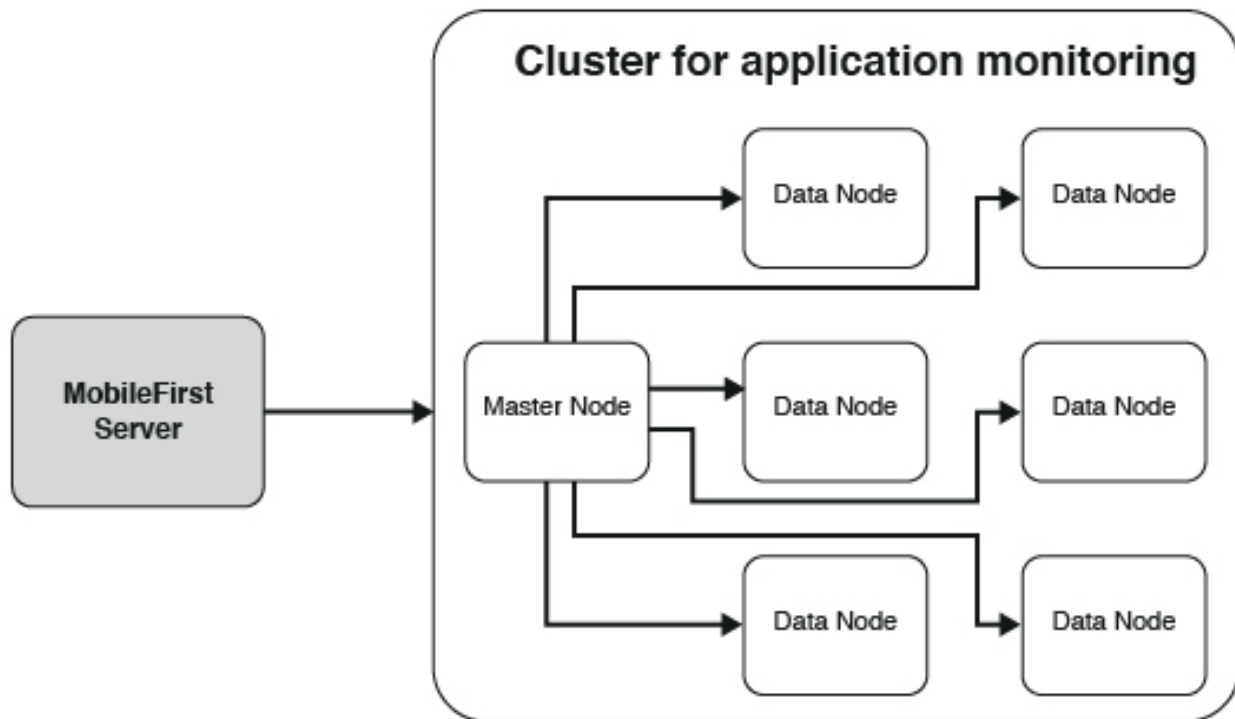 Cluster for application monitoring
Data Node
Data Node
MobileFirst
Server
Master Node
Data Node
Data Node
Data Node
Data Node